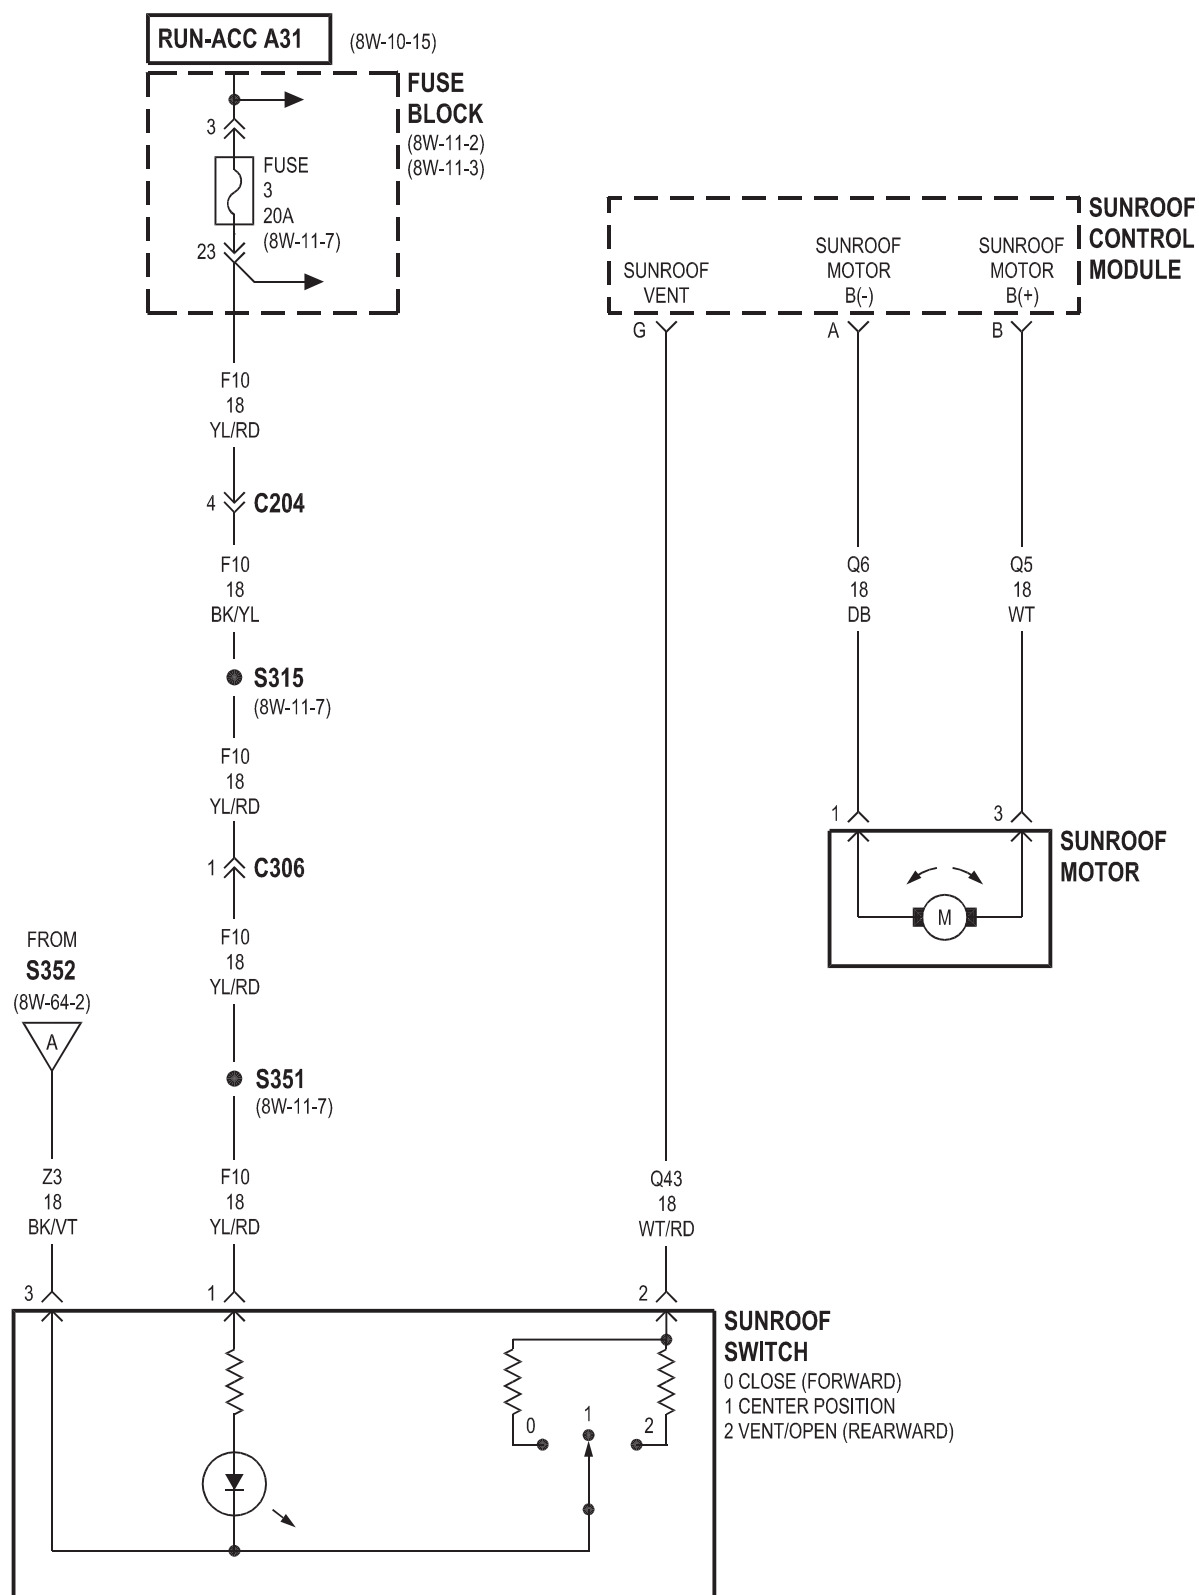 RUN-ACC A31
(8W-10-15)
FUSE
BLOCK
(8W-11-2)
(8W-11-3)
3
FUSE
3
20A
(8W-11-7)
23
SUNROOF
CONTROL
MODULE
SUNROOF
VENT
SUNROOF
MOTOR
B(-)
SUNROOF
MOTOR
B(+)
G
A
B
F10
18
YL/RD
4
C204
F10
18
BK/YL
Q6
18
DB
Q5
18
WT
S315
(8W-11-7)
F10
18
YL/RD
1
3
SUNROOF
MOTOR
M
1
C306
F10
18
YL/RD
FROM
S352
(8W-64-2)
A
S351
(8W-11-7)
Z3
18
BK/VT
F10
18
YL/RD
Q43
18
WT/RD
3
1
2
SUNROOF
SWITCH
0 CLOSE (FORWARD)
1 CENTER POSITION
2 VENT/OPEN (REARWARD)
0
1
2